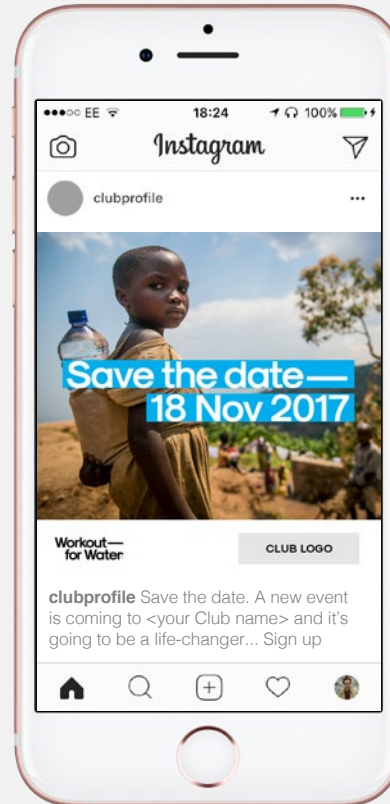 EE 18:24 100%
Instagram
clubprofile
Save the date—
18 Nov 2017
Workout—
for Water
CLUB LOGO
clubprofile Save the date. A new event
is coming to <your Club name> and it's
going to be a life-changer... Sign up